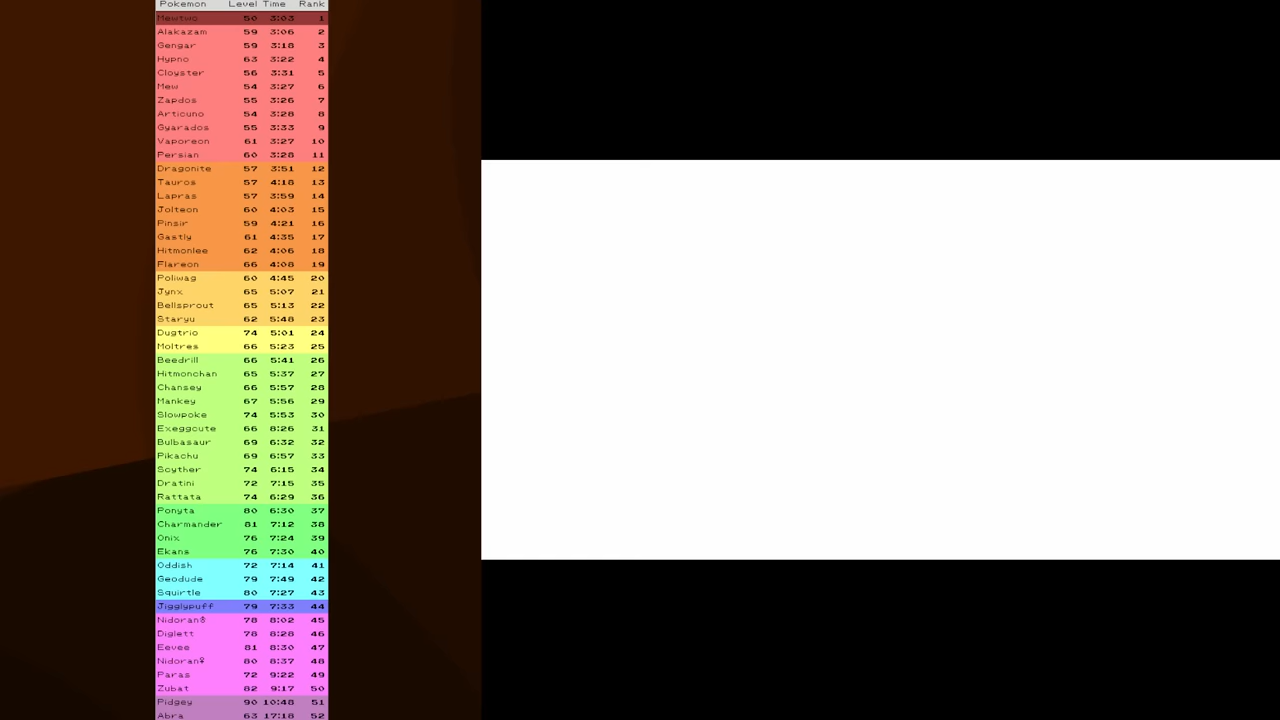 Pokemon Level Time Rank
Mewtwo 50 3:03 1
Alakazam 59 3:06 2
Gengar 59 3:18 3
Hypno 63 3:22 4
Cloyster 56 3:31 5
Mew 54 3:27 6
Zapdos 55 3:26 7
Articuno 54 3:28 8
Gyarados 55 3:33 9
Vaporeon 61 3:27 10
Persian 60 3:28 11
Dragonite 57 3:51 12
Tauros 57 4:18 13
Lapras 57 3:59 14
Jolteon 60 4:03 15
Pinsir 59 4:21 16
Gastly 61 4:35 17
Hitmonlee 62 4:06 18
Flareon 66 4:08 19
Poliwag 60 4:45 20
Jynx 65 5:07 21
Bellsprout 65 5:13 22
Staryu 62 5:48 23
Dugtrio 74 5:01 24
Moltres 66 5:23 25
Beedrill 66 5:41 26
Hitmonchan 65 5:37 27
Chansey 66 5:57 28
Mankey 67 5:56 29
Slowpoke 74 5:53 30
Exeggcute 66 8:26 31
Bulbasaur 69 6:32 32
Pikachu 69 6:57 33
Scyther 74 6:15 34
Dratini 72 7:15 35
Rattata 74 6:29 36
Ponyta 80 6:30 37
Charmander 81 7:12 38
Onix 76 7:24 39
Ekans 76 7:30 40
Oddish 72 7:14 41
Geodude 79 7:49 42
Squirtle 80 7:27 43
Jigglypuff 79 7:33 44
Nidoran♂ 78 8:02 45
Diglett 78 8:28 46
Eevee 81 8:30 47
Nidoran♀ 80 8:37 48
Paras 72 9:22 49
Zubat 82 9:17 50
Pidgey 90 10:48 51
Abra 63 17:18 52